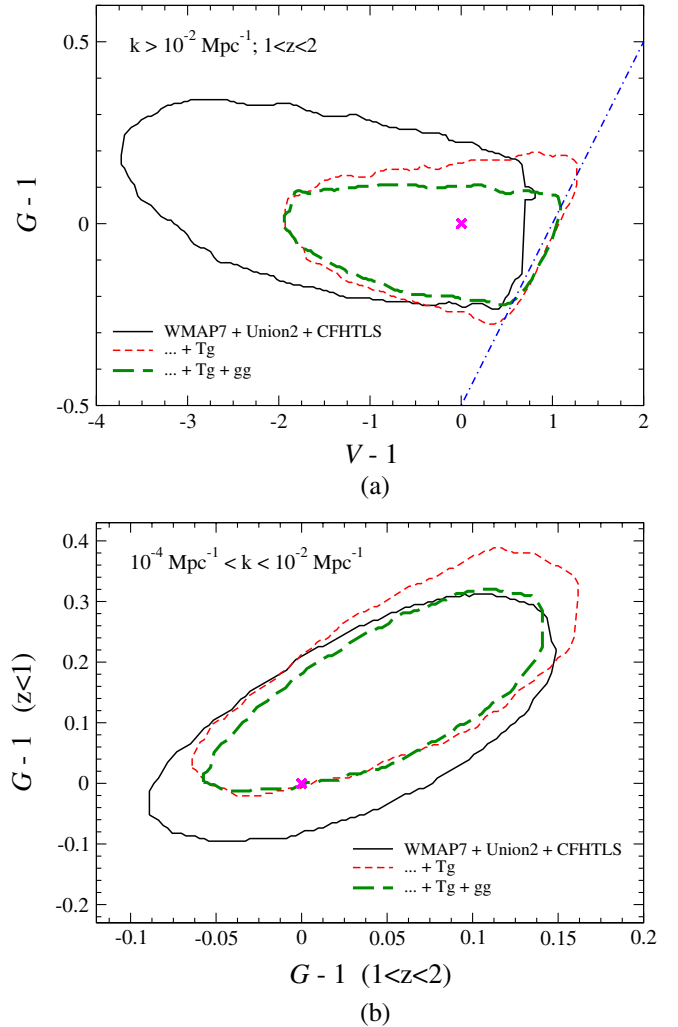 0.5
k > 10⁻² Mpc⁻¹; 1<z<2
G - 1
0
WMAP7 + Union2 + CFHTLS
... + Tg
... + Tg + gg
-0.5
-4 -3 -2 -1 0 1 2
V - 1
(a)
0.4
10⁻⁴ Mpc⁻¹ < k < 10⁻² Mpc⁻¹
0.3
0.2
G - 1 (z<1)
0.1
0
-0.1
WMAP7 + Union2 + CFHTLS
... + Tg
... + Tg + gg
-0.2
-0.1 -0.05 0 0.05 0.1 0.15 0.2
G - 1 (1<z<2)
(b)